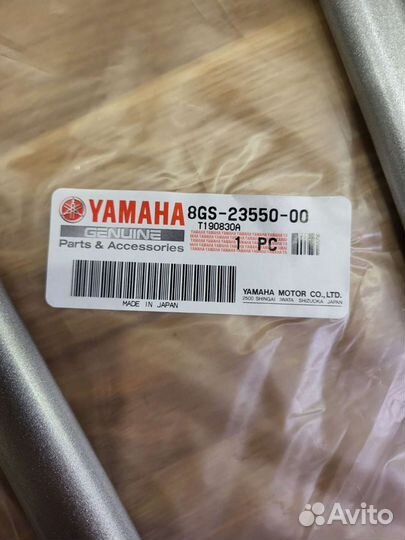 YAMAHA 8GS-23550-00
GENUINE T190830A
Parts & Accessories 1 PC
MADE IN JAPAN
YAMAHA MOTOR CO.,LTD.
2500 SHINGAI IWATA SHIZUOKA JAPAN
Avito